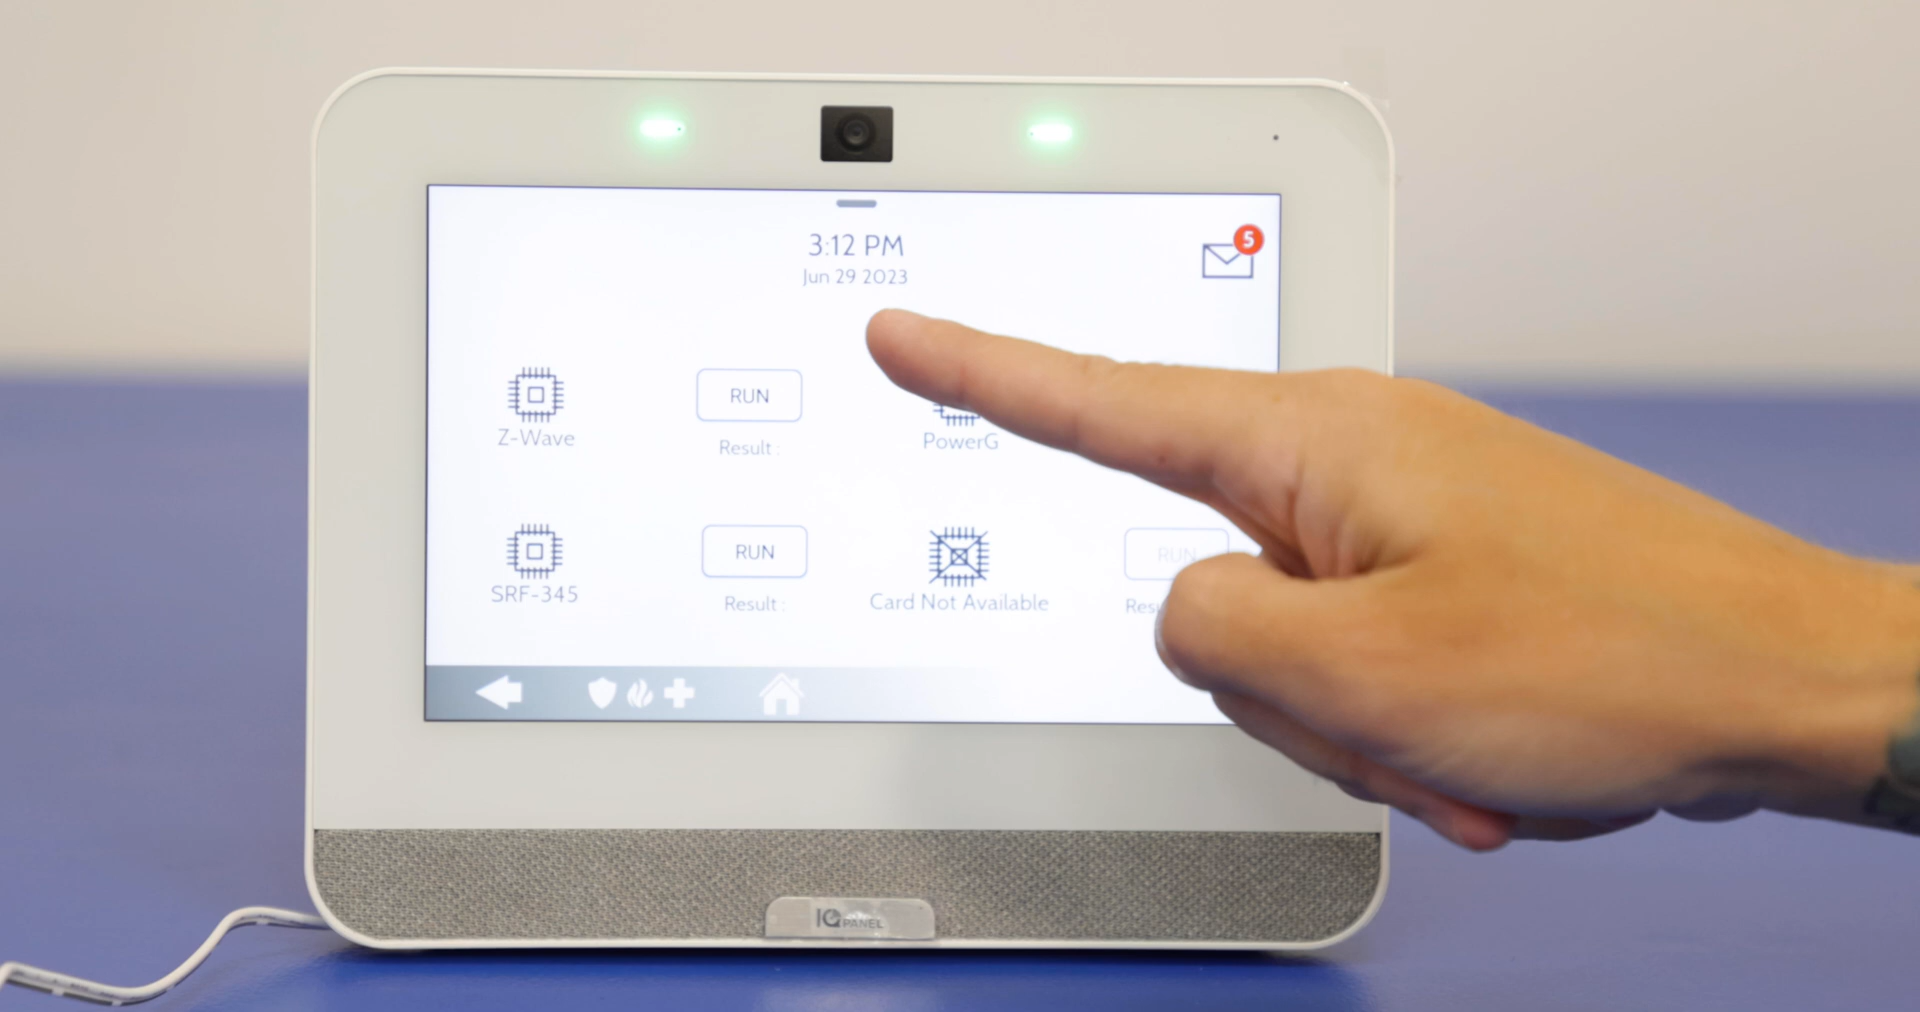 3:12 PM
Jun 29 2023
5
Z-Wave
RUN
Result :
PowerG
SRF-345
RUN
Result :
Card Not Available
RUN
IQ PANEL